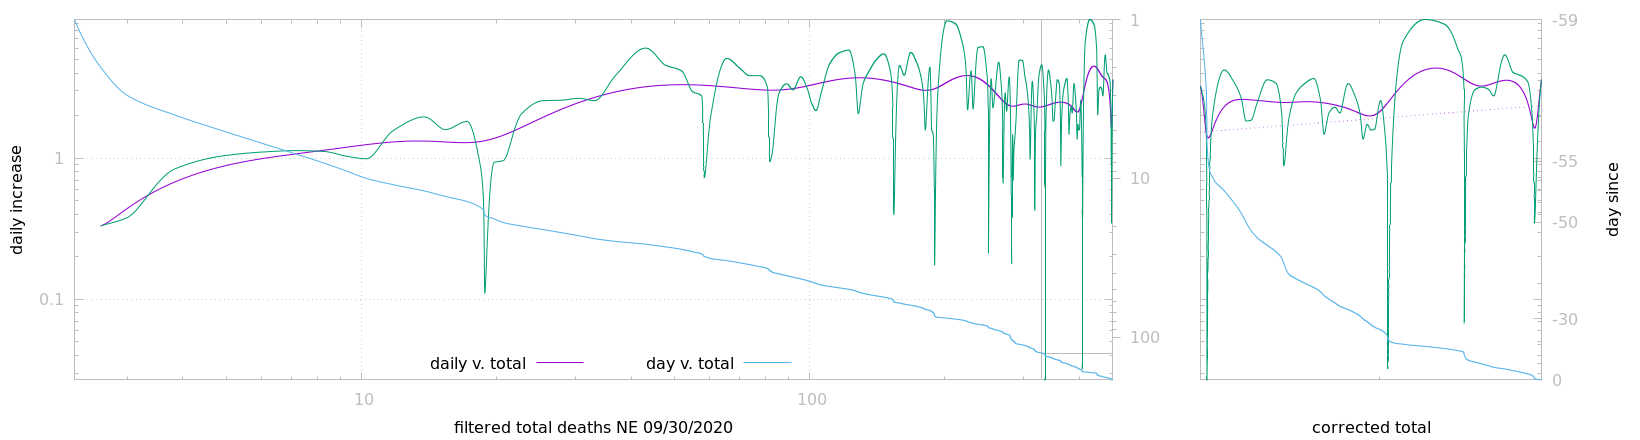 daily increase
1
0.1
10
100
1
10
100
daily v. total
day v. total
filtered total deaths NE 09/30/2020
-59
-55
-50
-30
0
day since
corrected total